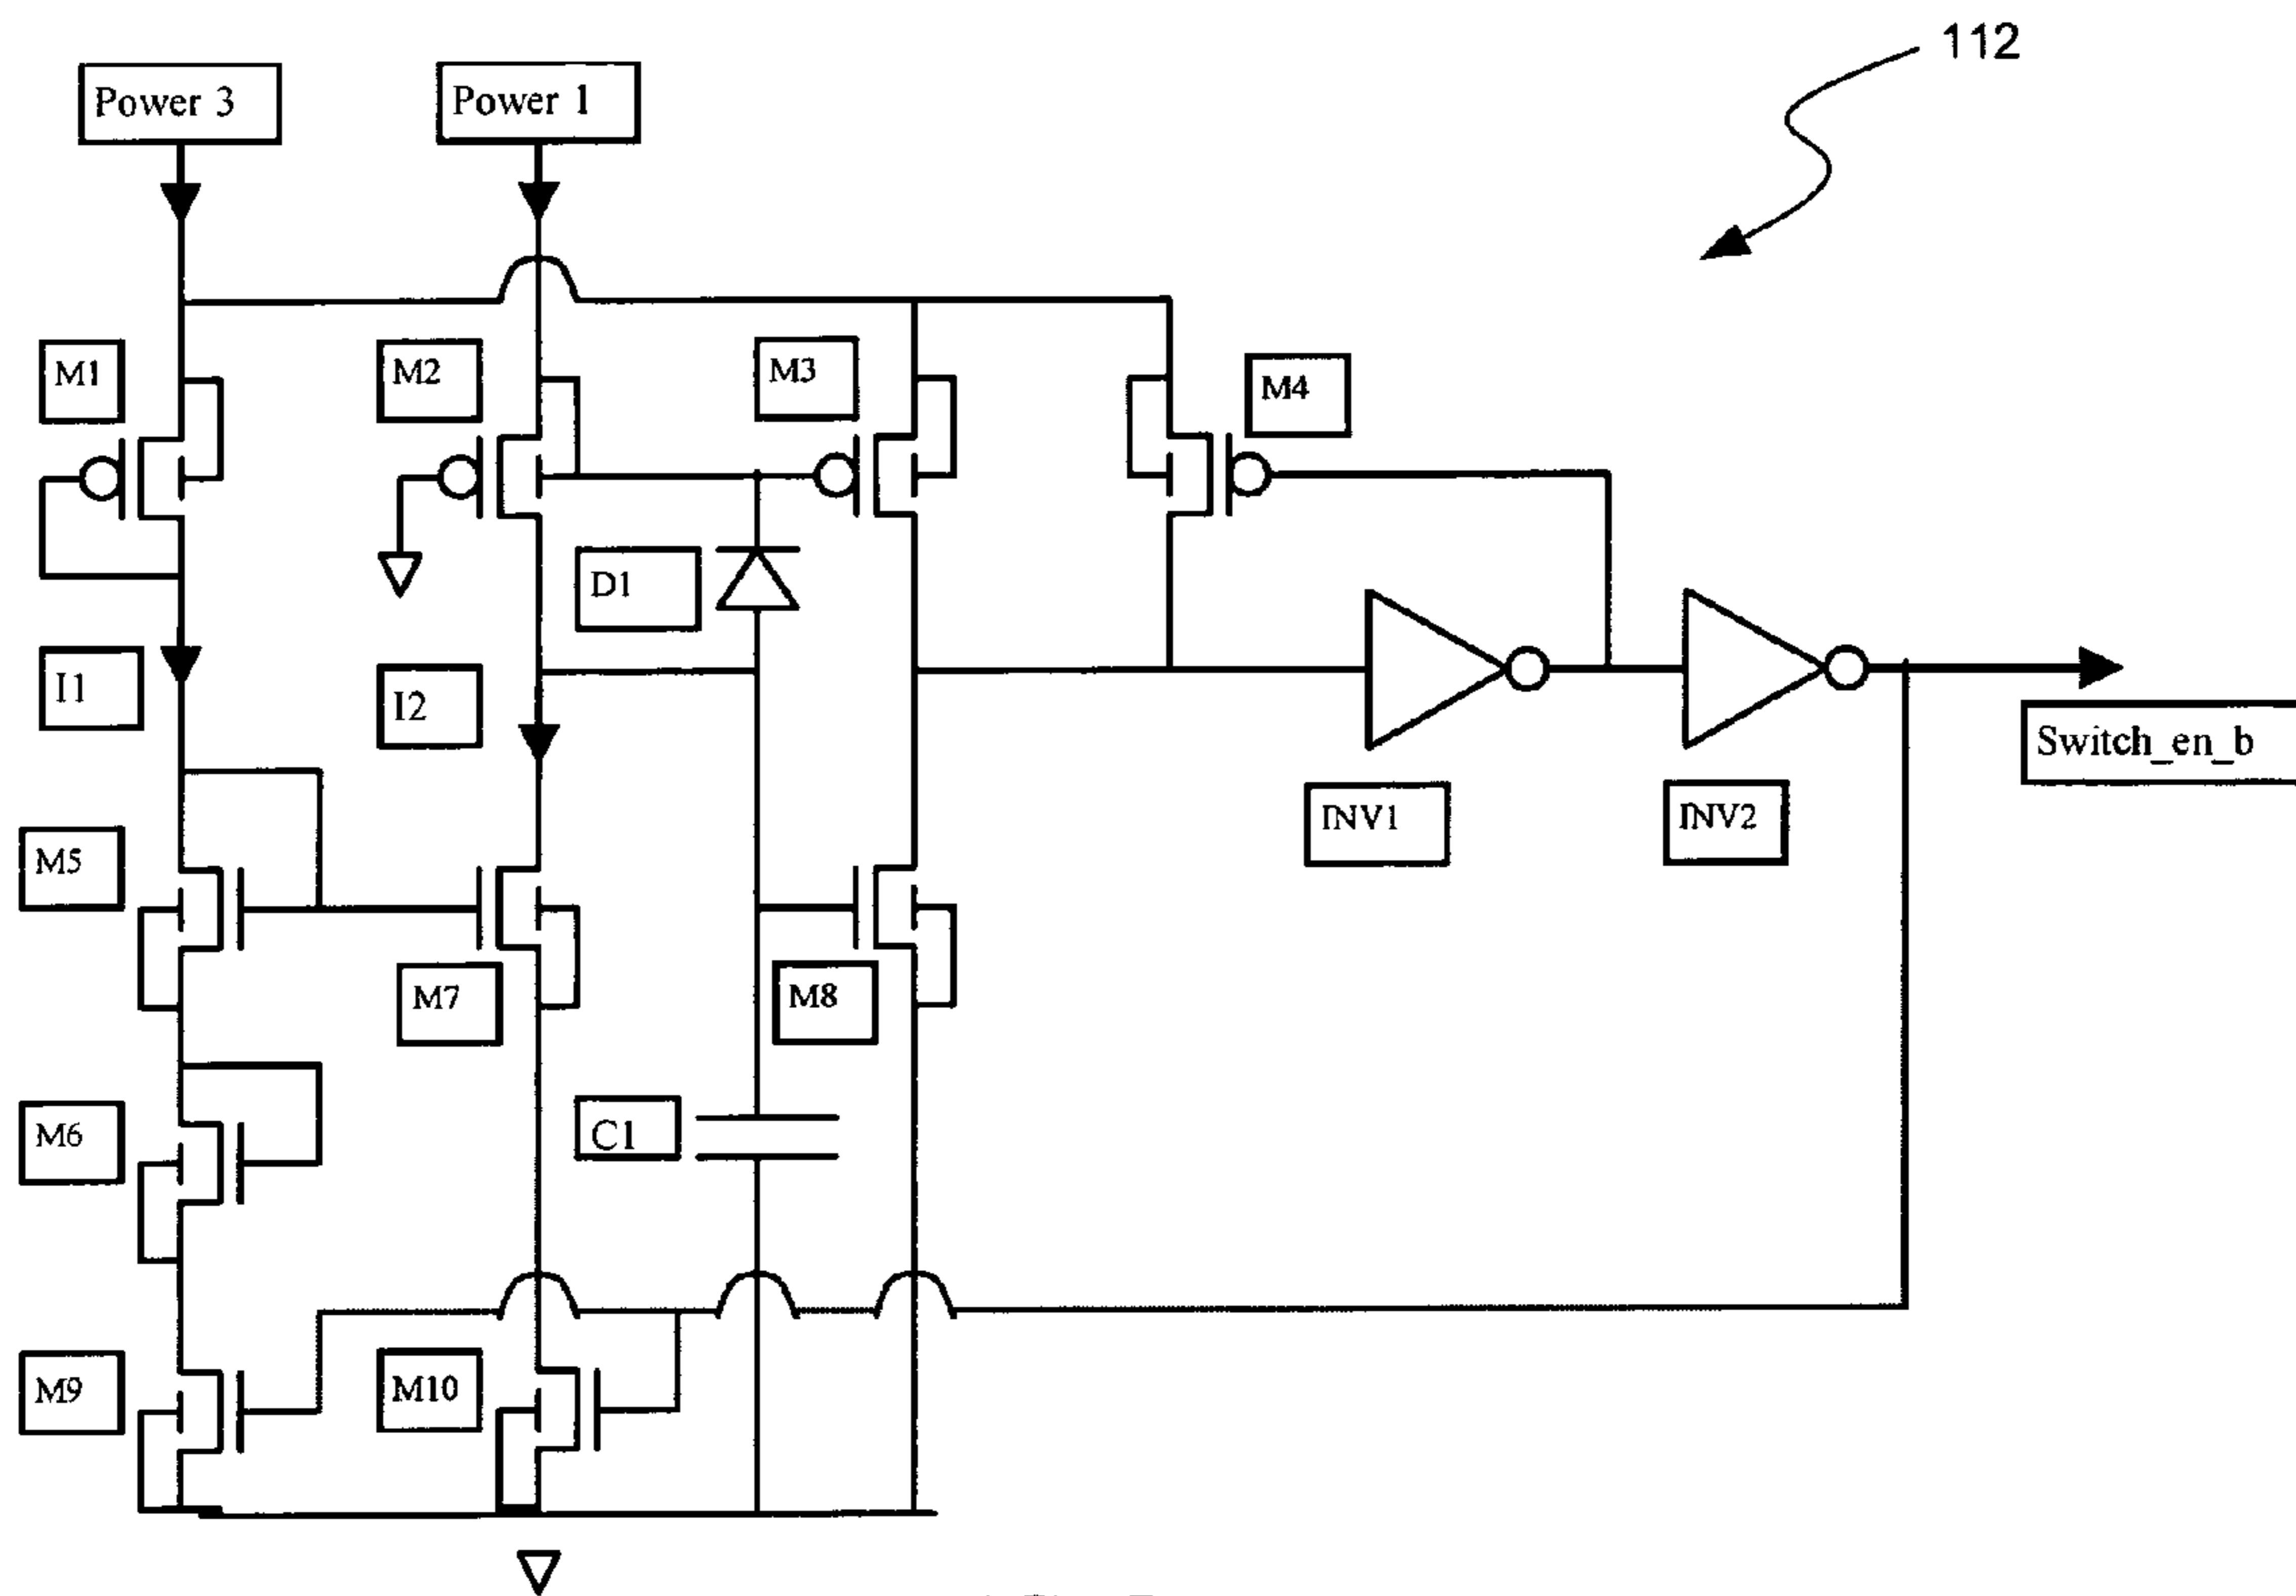 112
Power 3
Power 1
M1
M2
M3
M4
D1
I1
I2
Switch_en_b
INV1
INV2
M5
M7
M8
M6
C1
M9
M10